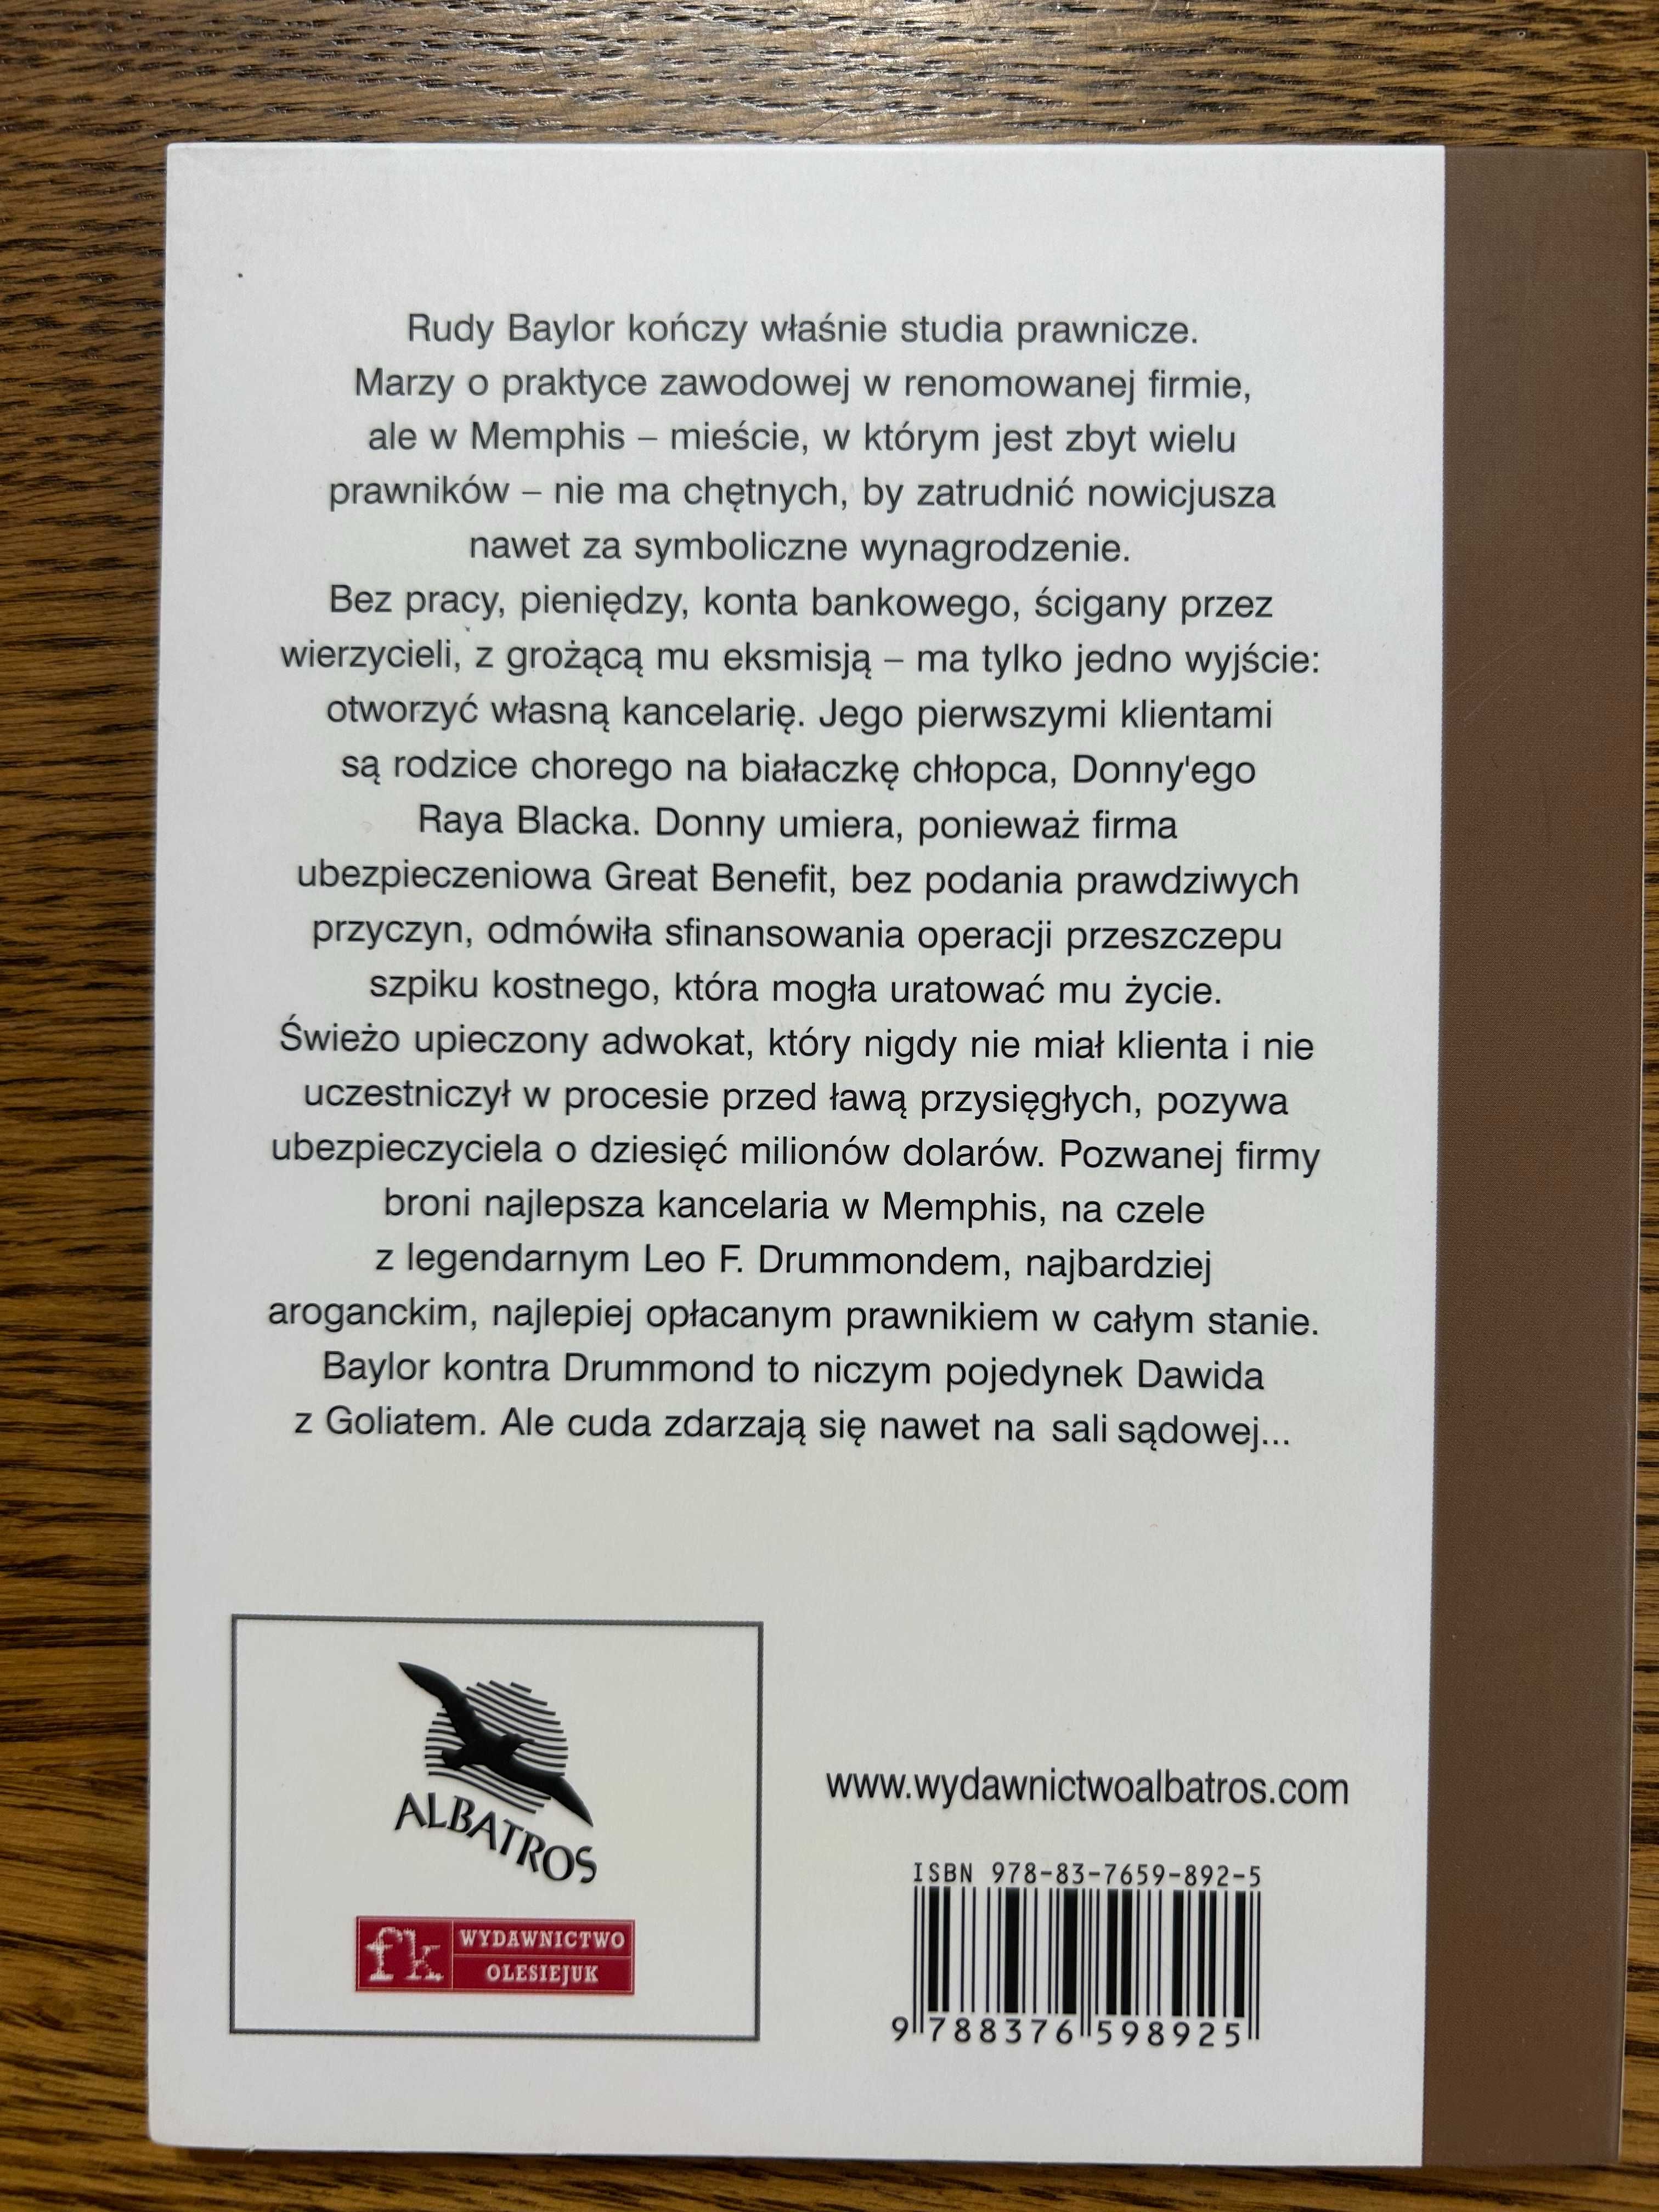 Rudy Baylor kończy właśnie studia prawnicze.
Marzy o praktyce zawodowej w renomowanej firmie,
ale w Memphis – mieście, w którym jest zbyt wielu
prawników – nie ma chętnych, by zatrudnić nowicjusza
nawet za symboliczne wynagrodzenie.
Bez pracy, pieniędzy, konta bankowego, ścigany przez
wierzycieli, z grożącą mu eksmisją – ma tylko jedno wyjście:
otworzyć własną kancelarię. Jego pierwszymi klientami
są rodzice chorego na białaczkę chłopca, Donny'ego
Raya Blacka. Donny umiera, ponieważ firma
ubezpieczeniowa Great Benefit, bez podania prawdziwych
przyczyn, odmówiła sfinansowania operacji przeszczepu
szpiku kostnego, która mogła uratować mu życie.
Świeżo upieczony adwokat, który nigdy nie miał klienta i nie
uczestniczył w procesie przed ławą przysięgłych, pozywa
ubezpieczyciela o dziesięć milionów dolarów. Pozwanej firmy
broni najlepsza kancelaria w Memphis, na czele
z legendarnym Leo F. Drummondem, najbardziej
aroganckim, najlepiej opłacanym prawnikiem w całym stanie.
Baylor kontra Drummond to niczym pojedynek Dawida
z Goliatem. Ale cuda zdarzają się nawet na sali sądowej...
ALBATROS
fk WYDAWNICTWO
OLESIEJUK
www.wydawnictwoalbatros.com
ISBN 978-83-7659-892-5
9 788376 598925